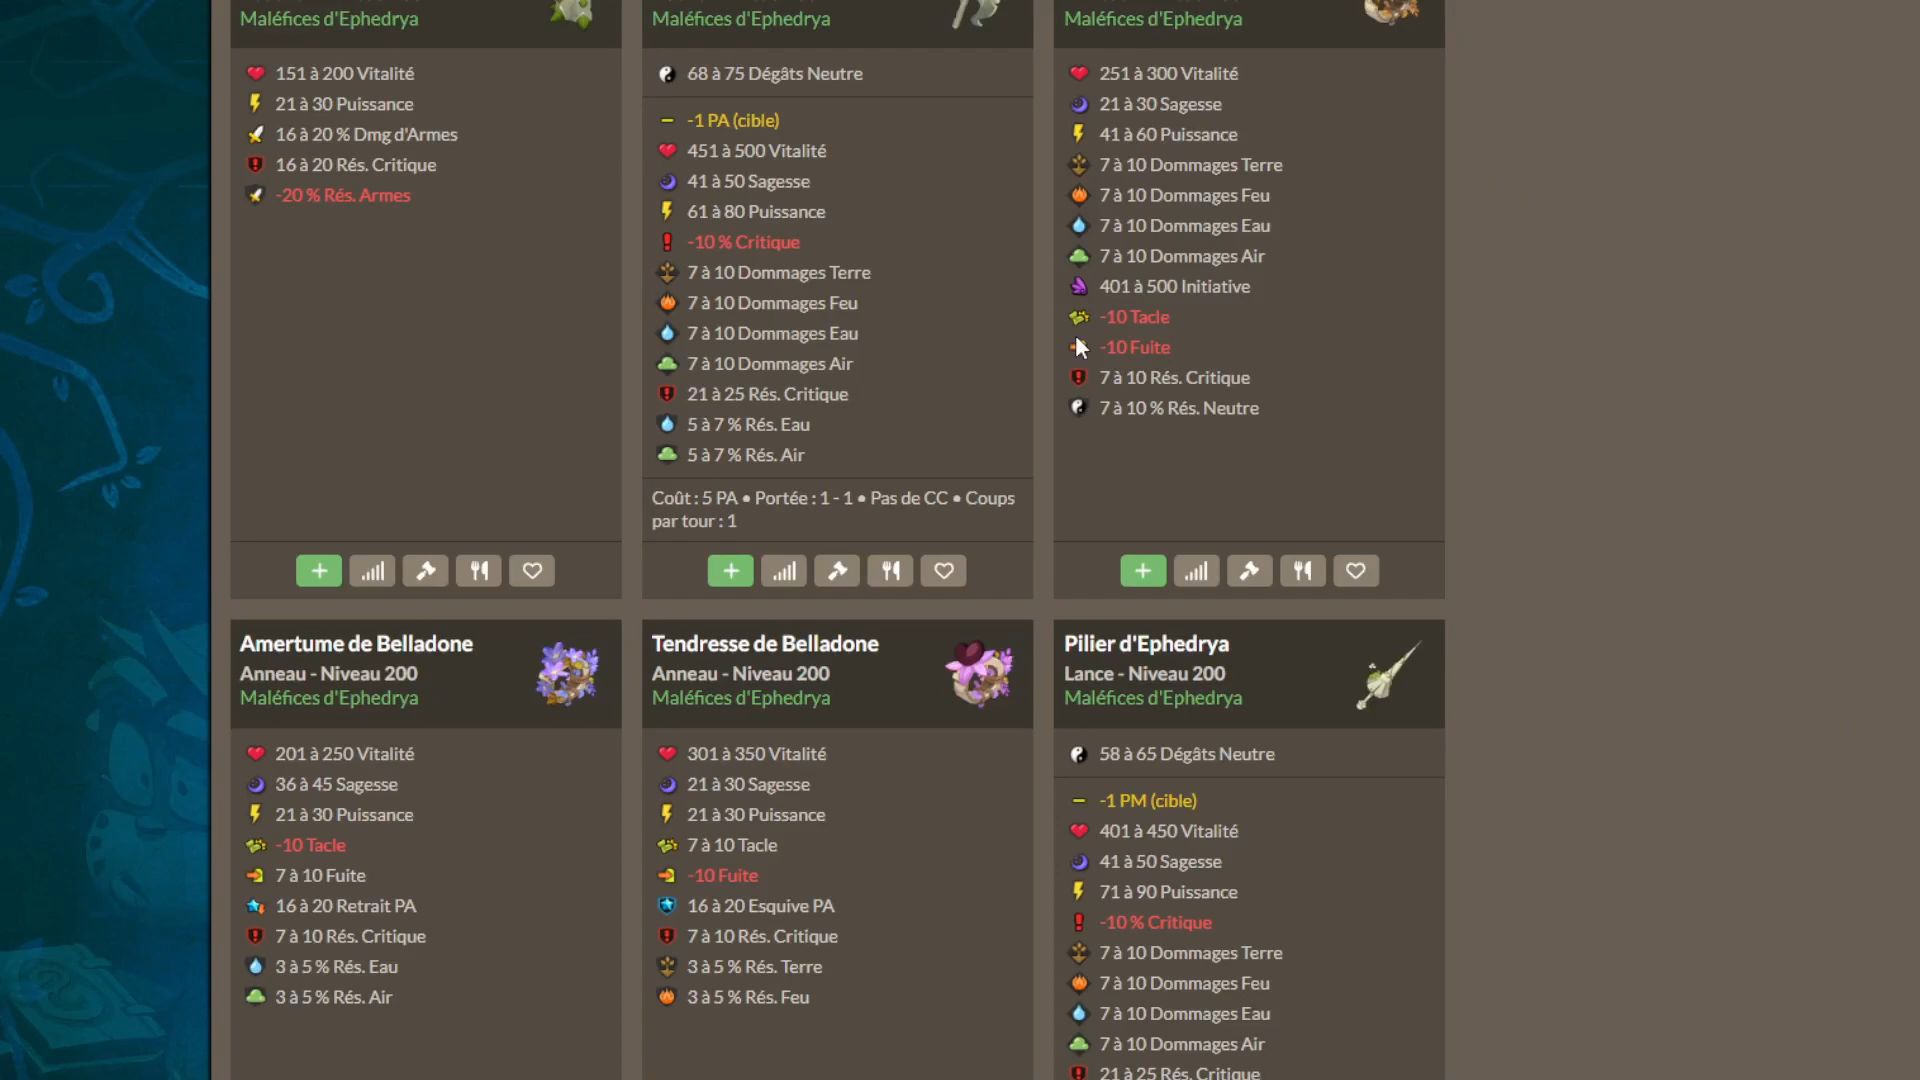 Maléfices d'Ephedrya
151 à 200 Vitalité
21 à 30 Puissance
16 à 20 % Dmg d'Armes
16 à 20 Rés. Critique
-20 % Rés. Armes
Maléfices d'Ephedrya
68 à 75 Dégâts Neutre
-1 PA (cible)
451 à 500 Vitalité
41 à 50 Sagesse
61 à 80 Puissance
-10 % Critique
7 à 10 Dommages Terre
7 à 10 Dommages Feu
7 à 10 Dommages Eau
7 à 10 Dommages Air
21 à 25 Rés. Critique
5 à 7 % Rés. Eau
5 à 7 % Rés. Air
Coût : 5 PA • Portée : 1 - 1 • Pas de CC • Coups
par tour : 1
Maléfices d'Ephedrya
251 à 300 Vitalité
21 à 30 Sagesse
41 à 60 Puissance
7 à 10 Dommages Terre
7 à 10 Dommages Feu
7 à 10 Dommages Eau
7 à 10 Dommages Air
401 à 500 Initiative
-10 Tacle
-10 Fuite
7 à 10 Rés. Critique
7 à 10 % Rés. Neutre
Amertume de Belladone
Anneau - Niveau 200
Maléfices d'Ephedrya
201 à 250 Vitalité
36 à 45 Sagesse
21 à 30 Puissance
-10 Tacle
7 à 10 Fuite
16 à 20 Retrait PA
7 à 10 Rés. Critique
3 à 5 % Rés. Eau
3 à 5 % Rés. Air
Tendresse de Belladone
Anneau - Niveau 200
Maléfices d'Ephedrya
301 à 350 Vitalité
21 à 30 Sagesse
21 à 30 Puissance
7 à 10 Tacle
-10 Fuite
16 à 20 Esquive PA
7 à 10 Rés. Critique
3 à 5 % Rés. Terre
3 à 5 % Rés. Feu
Pilier d'Ephedrya
Lance - Niveau 200
Maléfices d'Ephedrya
58 à 65 Dégâts Neutre
-1 PM (cible)
401 à 450 Vitalité
41 à 50 Sagesse
71 à 90 Puissance
-10 % Critique
7 à 10 Dommages Terre
7 à 10 Dommages Feu
7 à 10 Dommages Eau
7 à 10 Dommages Air
21 à 25 Rés. Critique